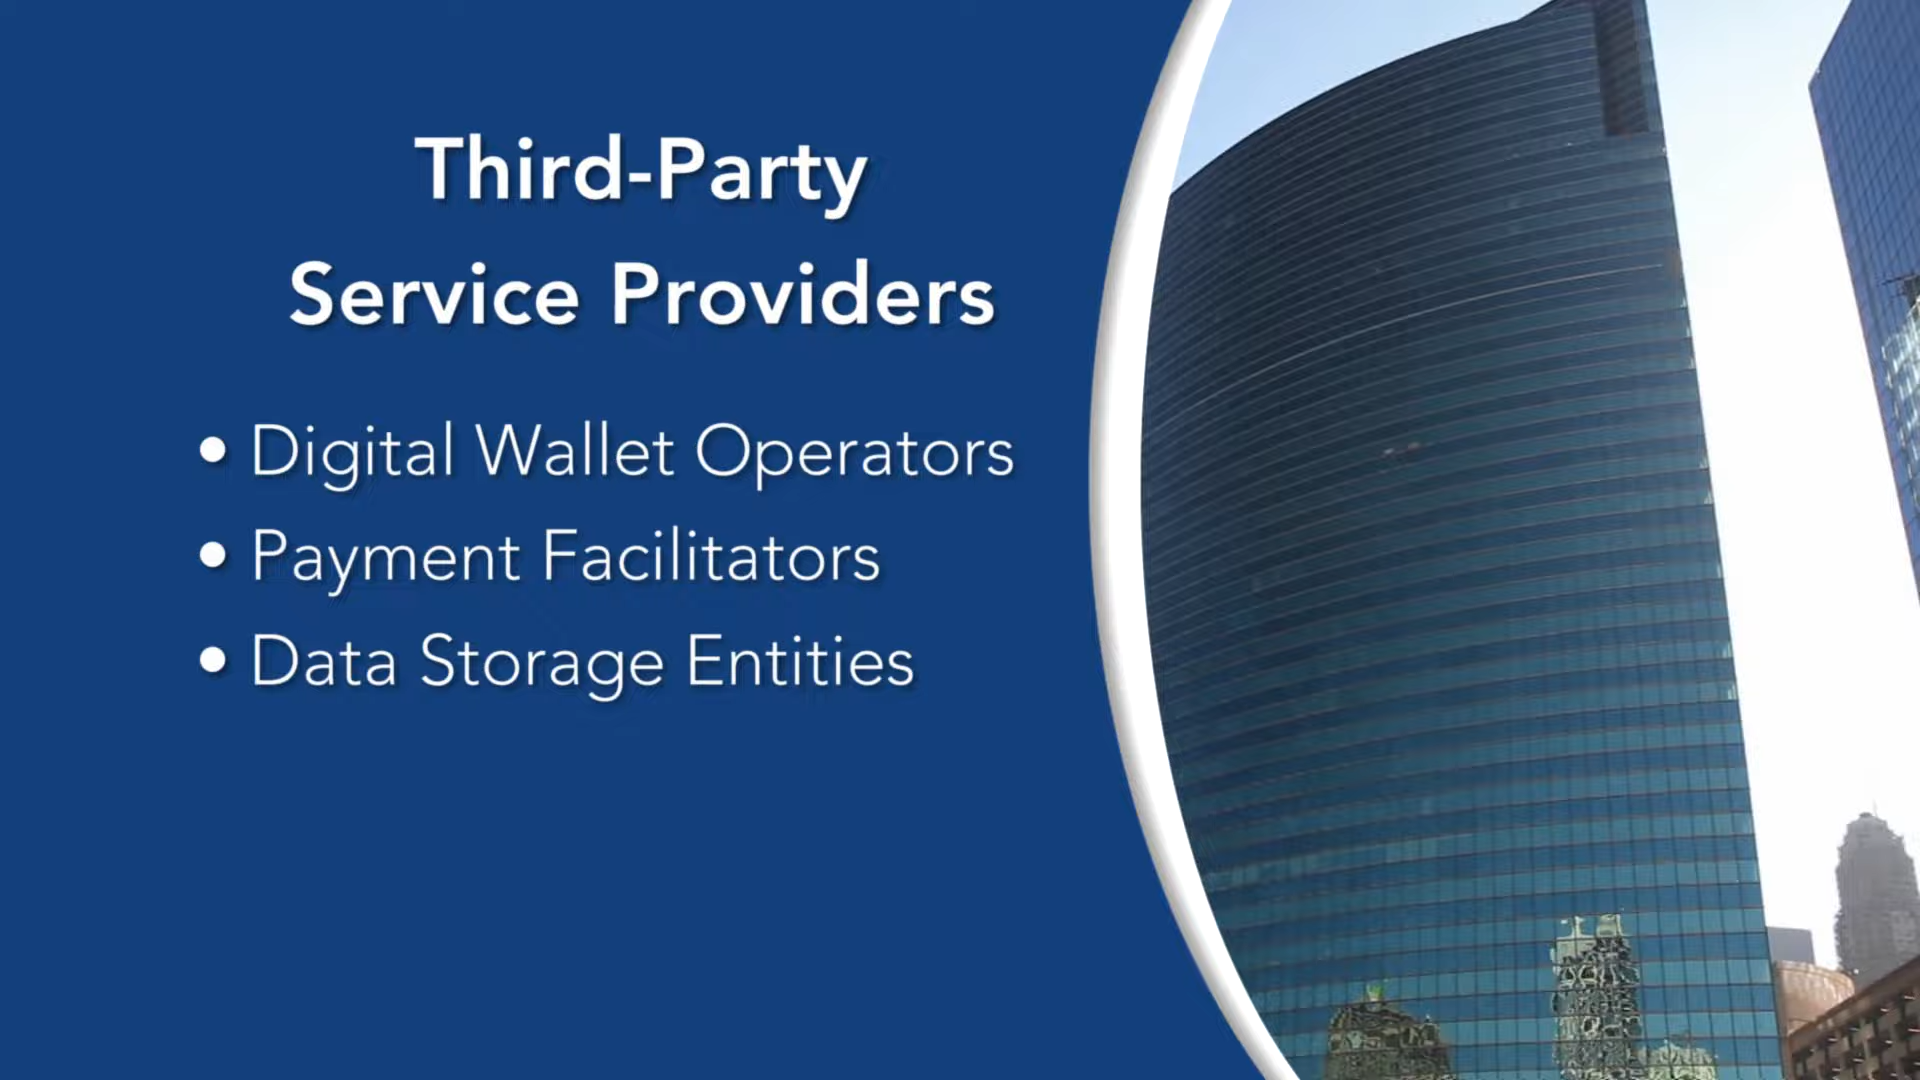 Third-Party
Service Providers
• Digital Wallet Operators
• Payment Facilitators
• Data Storage Entities